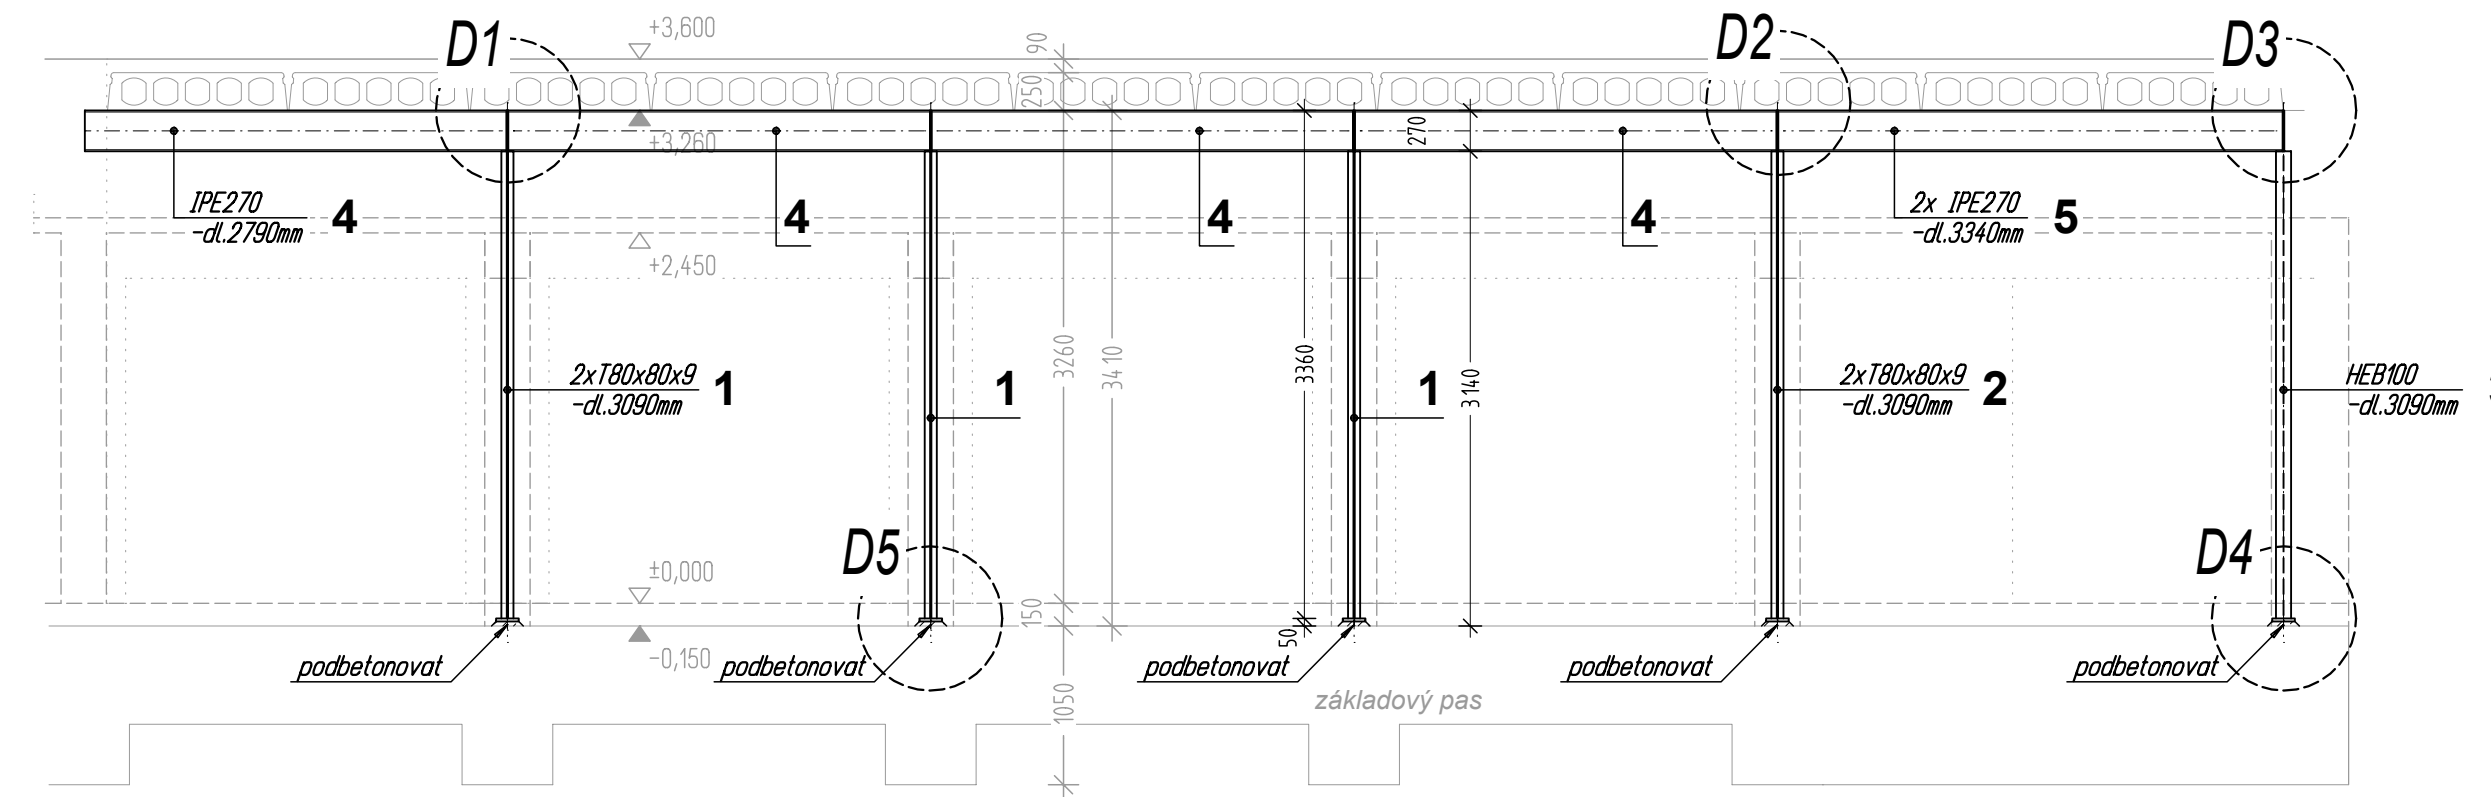 D1
+3,600
90
D2
D3
250
+3,260
270
IPE270
-dl.2790mm
4
4
4
4
2x IPE270
-dl.3340mm
5
+2,450
3260
3410
3360
3140
2xT80x80x9
-dl.3090mm
1
1
1
2xT80x80x9
-dl.3090mm
2
HEB100
-dl.3090mm
D5
D4
±0,000
150
50
-0,150
podbetonovat
podbetonovat
podbetonovat
podbetonovat
podbetonovat
1050
základový pas